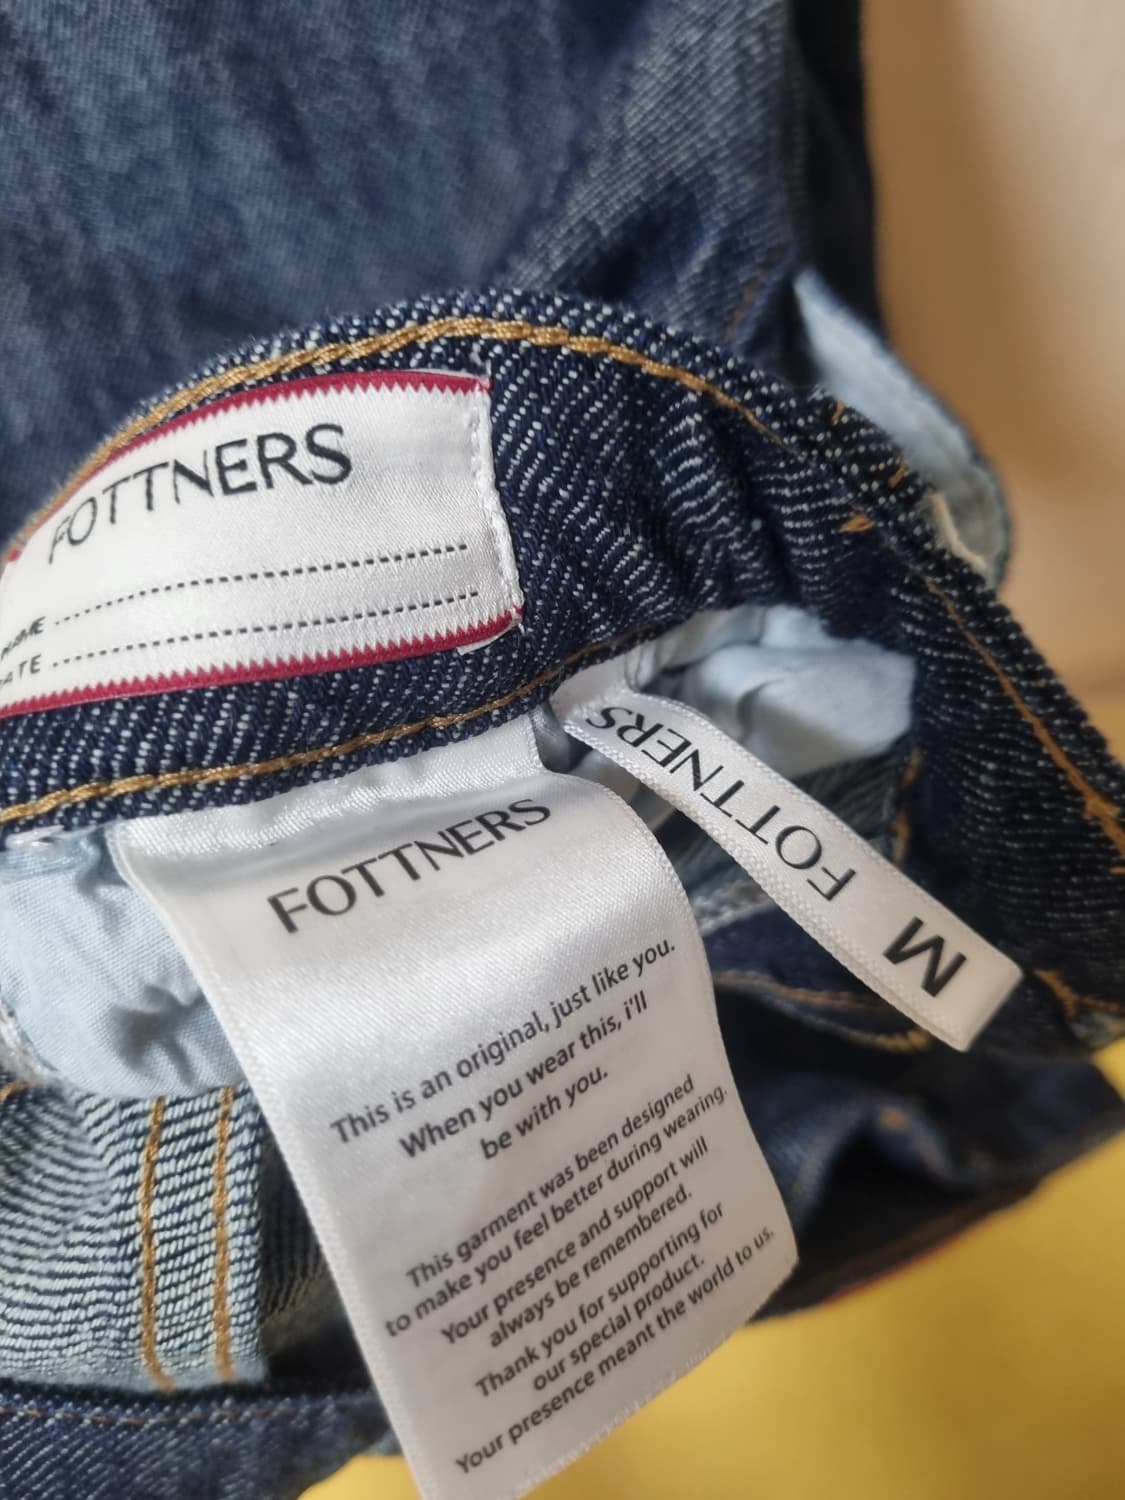 FOTTNERS
NAME
DATE
FOTTNERS
M
FOTTNERS
This is an original, just like you.
When you wear this, i'll
be with you.
This garment was been designed
to make you feel better during wearing.
Your presence and support will
always be remembered.
Thank you for supporting for
our special product.
Your presence meant the world to us.